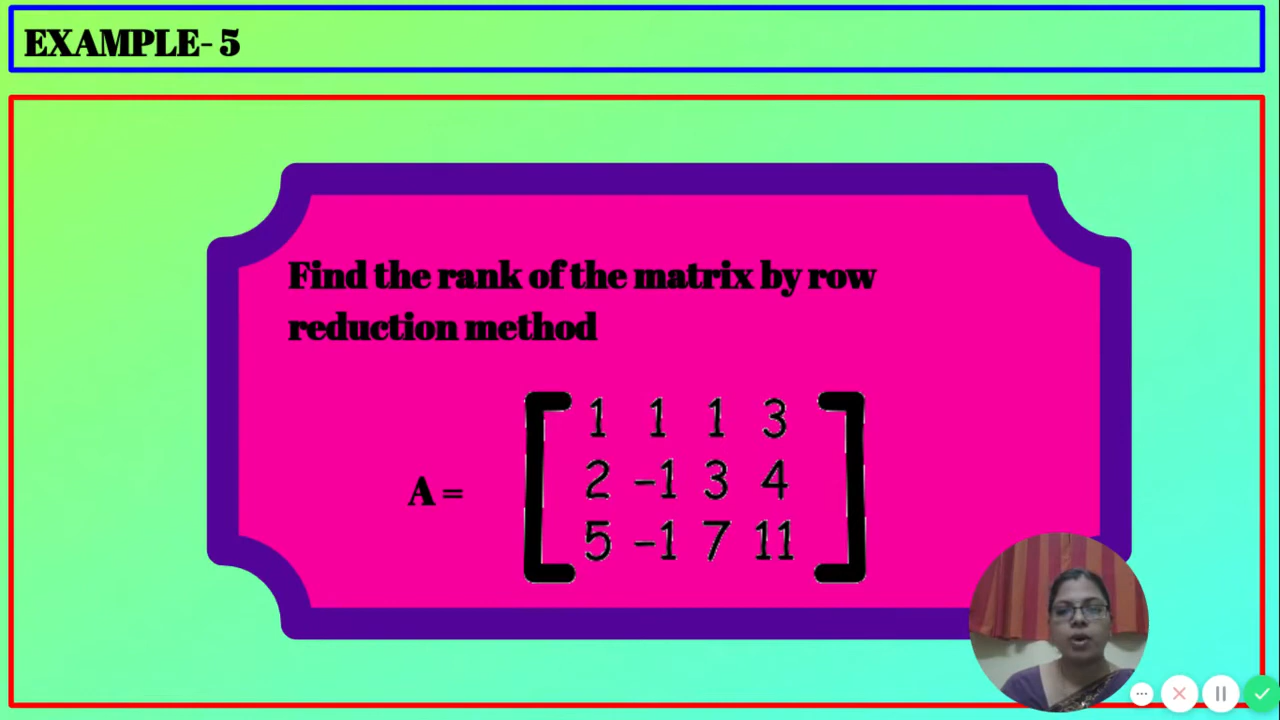 EXAMPLE- 5
Find the rank of the matrix by row
reduction method
A =
1 1 1 3
2 -1 3 4
5 -1 7 11